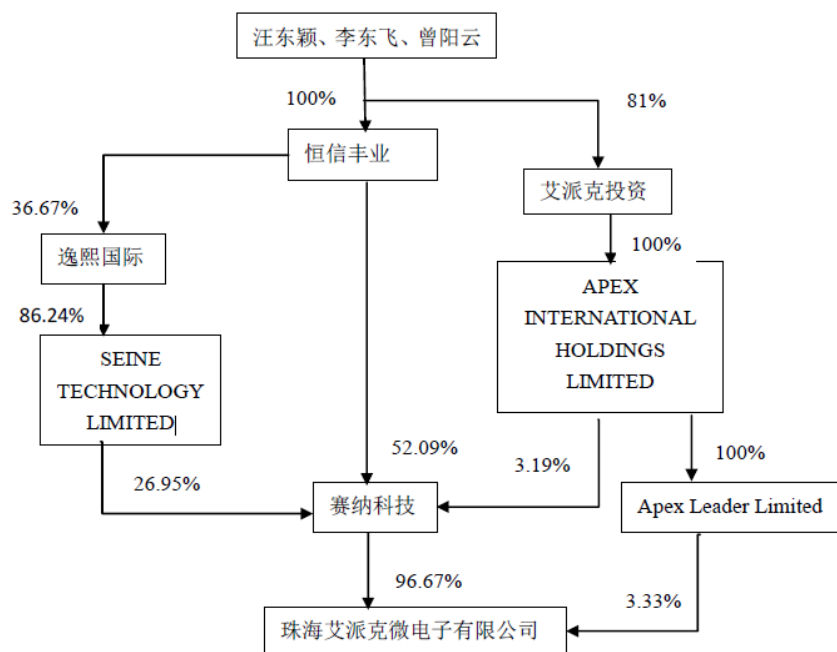 汪东颖、李东飞、曾阳云
100%
81%
恒信丰业
艾派克投资
36.67%
100%
逸熙国际
86.24%
APEX
INTERNATIONAL
HOLDINGS
LIMITED
SEINE
TECHNOLOGY
LIMITED
52.09%
3.19%
100%
26.95%
赛纳科技
Apex Leader Limited
96.67%
3.33%
珠海艾派克微电子有限公司